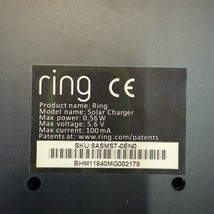 ring CE
Product name: Ring
Model name: Solar Charger
Max power: 0.56W
Max voltage: 5.6 V
Max current: 100 mA
Patents at: www.ring.com/patents
SKU:8ASMS7-0EN0
BHM11840MG002179